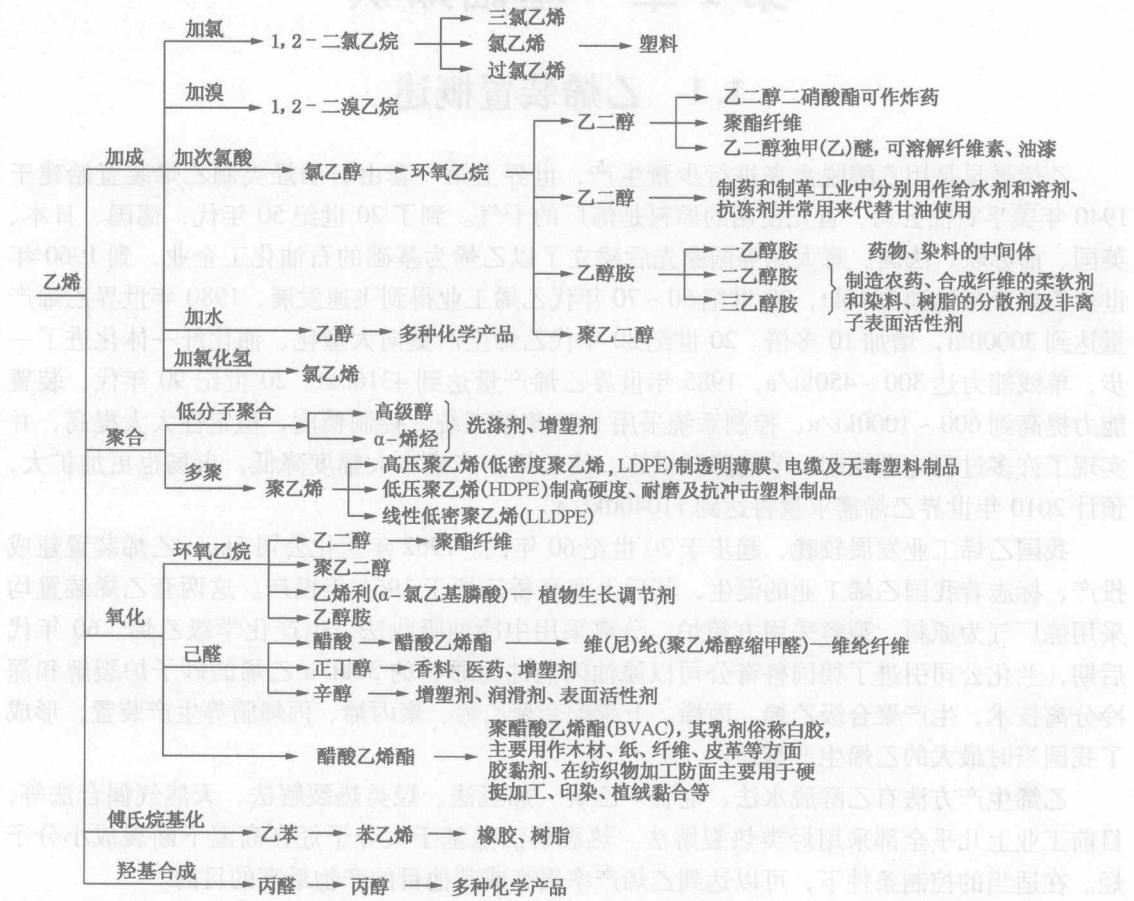 加氯
1,2-二氯乙烷
三氯乙烯
氯乙烯
塑料
过氯乙烯
加溴
1,2-二溴乙烷
加成
加次氯酸
氯乙醇
环氧乙烷
乙二醇
乙二醇二硝酸酯可作炸药
聚酯纤维
乙二醇独甲(乙)醚,可溶解纤维素、油漆
乙二醇
制药和制革工业中分别用作给水剂和溶剂、
抗冻剂并常用来代替甘油使用
乙醇胺
一乙醇胺
二乙醇胺
三乙醇胺
药物、染料的中间体
制造农药、合成纤维的柔软剂
和染料、树脂的分散剂及非离
子表面活性剂
乙烯
加水
乙醇
多种化学产品
聚乙二醇
加氯化氢
氯乙烯
聚合
低分子聚合
高级醇
α-烯烃
洗涤剂、增塑剂
多聚
聚乙烯
高压聚乙烯(低密度聚乙烯,LDPE)制透明薄膜、电缆及无毒塑料制品
低压聚乙烯(HDPE)制高硬度、耐磨及抗冲击塑料制品
线性低密聚乙烯(LLDPE)
氧化
环氧乙烷
乙二醇
聚酯纤维
聚乙二醇
乙烯利(α-氯乙基膦酸)
植物生长调节剂
乙醇胺
己醛
醋酸
醋酸乙烯酯
维(尼)纶(聚乙烯醇缩甲醛)—维纶纤维
正丁醇
香料、医药、增塑剂
辛醇
增塑剂、润滑剂、表面活性剂
醋酸乙烯酯
聚醋酸乙烯酯(BVAC),其乳剂俗称白胶,
主要用作木材、纸、纤维、皮革等方面
胶黏剂、在纺织物加工防面主要用于硬
挺加工、印染、植绒黏合等
傅氏烷基化
乙苯
苯乙烯
橡胶、树脂
羟基合成
丙醛
丙醇
多种化学产品